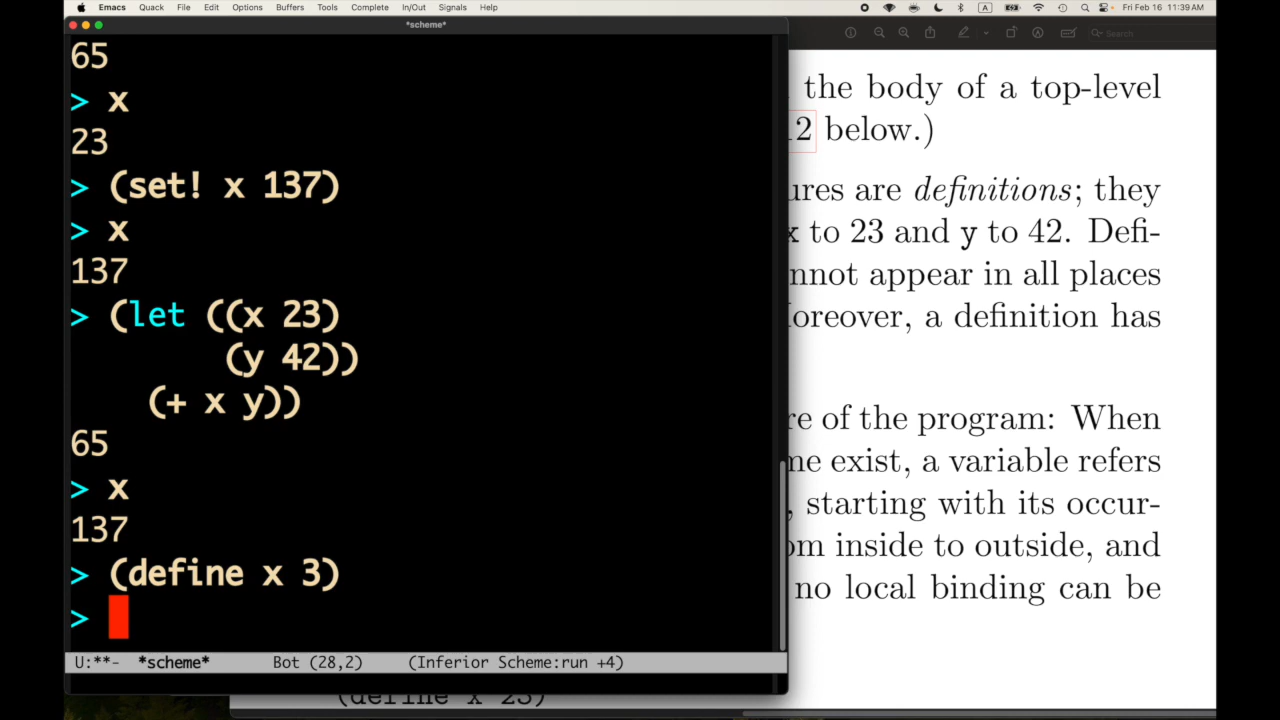 Emacs Quack File Edit Options Buffers Tools Complete In/Out Signals Help
A
Fri Feb 16 11:39 AM
*scheme*
Search
65
> x
23
> (set! x 137)
> x
137
> (let ((x 23)
(y 42))
(+ x y))
65
> x
137
> (define x 3)
>
U:**- *scheme* Bot (28,2) (Inferior Scheme:run +4)
the body of a top-level
12 below.)
ures are definitions; they
x to 23 and y to 42. Defi-
nnot appear in all places
oreover, a definition has
re of the program: When
me exist, a variable refers
, starting with its occur-
om inside to outside, and
no local binding can be
(define x 23)